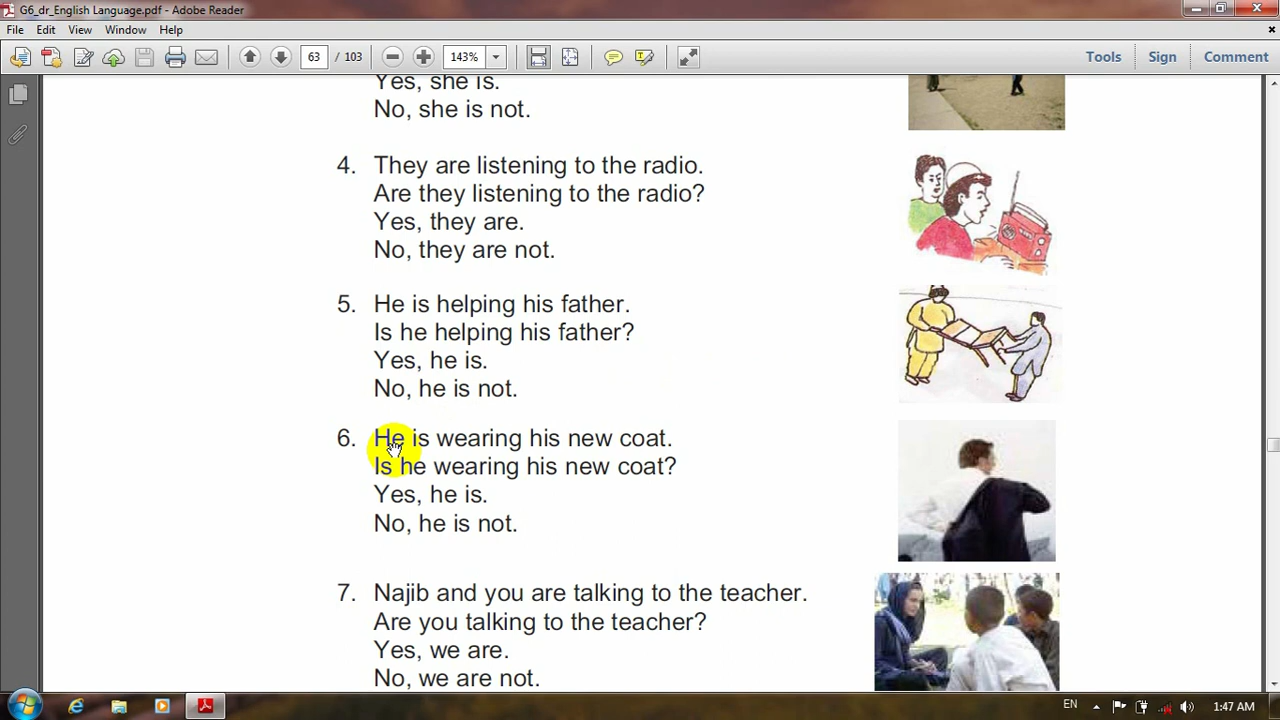 G6_dr_English Language.pdf - Adobe Reader
File Edit View Window Help
63 / 103 143% Tools Sign Comment
Yes, she is.
No, she is not.
4. They are listening to the radio.
Are they listening to the radio?
Yes, they are.
No, they are not.
5. He is helping his father.
Is he helping his father?
Yes, he is.
No, he is not.
6. He is wearing his new coat.
Is he wearing his new coat?
Yes, he is.
No, he is not.
7. Najib and you are talking to the teacher.
Are you talking to the teacher?
Yes, we are.
No, we are not.
EN 1:47 AM